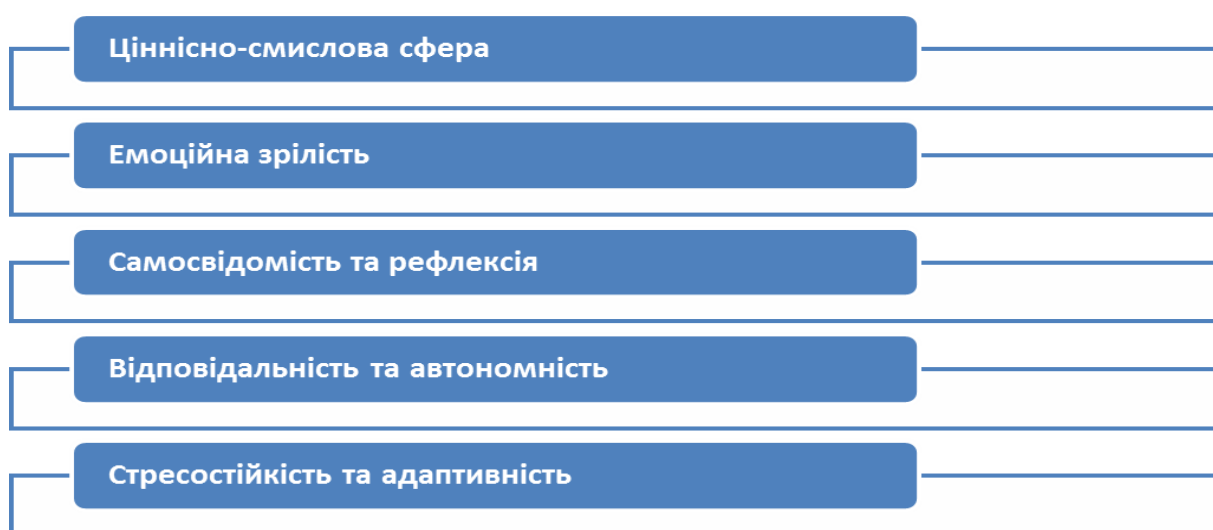 Ціннісно-смислова сфера
Емоційна зрілість
Самосвідомість та рефлексія
Відповідальність та автономність
Стресостійкість та адаптивність